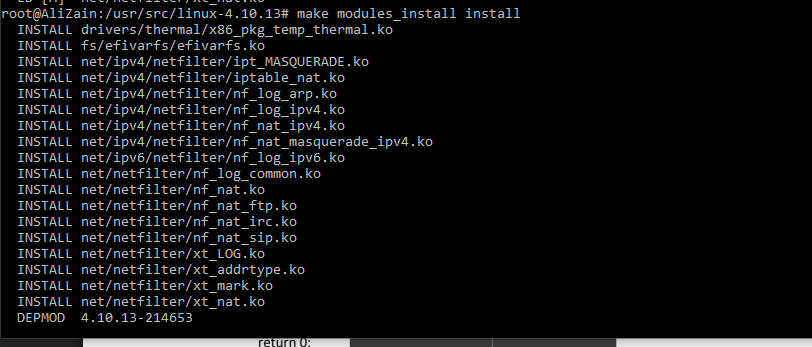 LD [M]  net/netfilter/xt_nat.ko
root@AliZain:/usr/src/linux-4.10.13# make modules_install install
INSTALL drivers/thermal/x86_pkg_temp_thermal.ko
INSTALL fs/efivarfs/efivarfs.ko
INSTALL net/ipv4/netfilter/ipt_MASQUERADE.ko
INSTALL net/ipv4/netfilter/iptable_nat.ko
INSTALL net/ipv4/netfilter/nf_log_arp.ko
INSTALL net/ipv4/netfilter/nf_log_ipv4.ko
INSTALL net/ipv4/netfilter/nf_nat_ipv4.ko
INSTALL net/ipv4/netfilter/nf_nat_masquerade_ipv4.ko
INSTALL net/ipv6/netfilter/nf_log_ipv6.ko
INSTALL net/netfilter/nf_log_common.ko
INSTALL net/netfilter/nf_nat.ko
INSTALL net/netfilter/nf_nat_ftp.ko
INSTALL net/netfilter/nf_nat_irc.ko
INSTALL net/netfilter/nf_nat_sip.ko
INSTALL net/netfilter/xt_LOG.ko
INSTALL net/netfilter/xt_addrtype.ko
INSTALL net/netfilter/xt_mark.ko
INSTALL net/netfilter/xt_nat.ko
DEPMOD  4.10.13-214653
return 0;